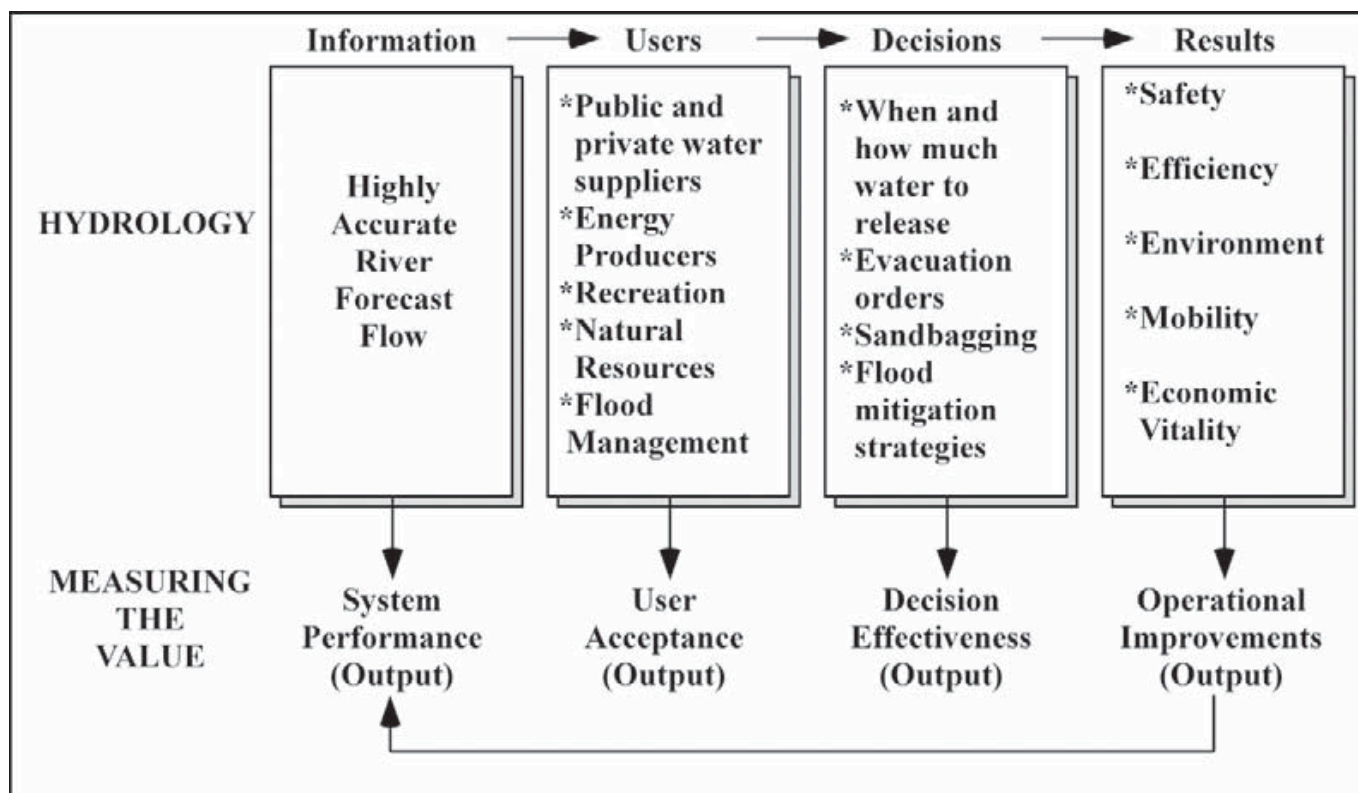 Information
Users
Decisions
Results
HYDROLOGY
Highly
Accurate
River
Forecast
Flow
*Public and
private water
suppliers
*Energy
Producers
*Recreation
*Natural
Resources
*Flood
Management
*When and
how much
water to
release
*Evacuation
orders
*Sandbagging
*Flood
mitigation
strategies
*Safety
*Efficiency
*Environment
*Mobility
*Economic
Vitality
MEASURING
THE
VALUE
System
Performance
(Output)
User
Acceptance
(Output)
Decision
Effectiveness
(Output)
Operational
Improvements
(Output)